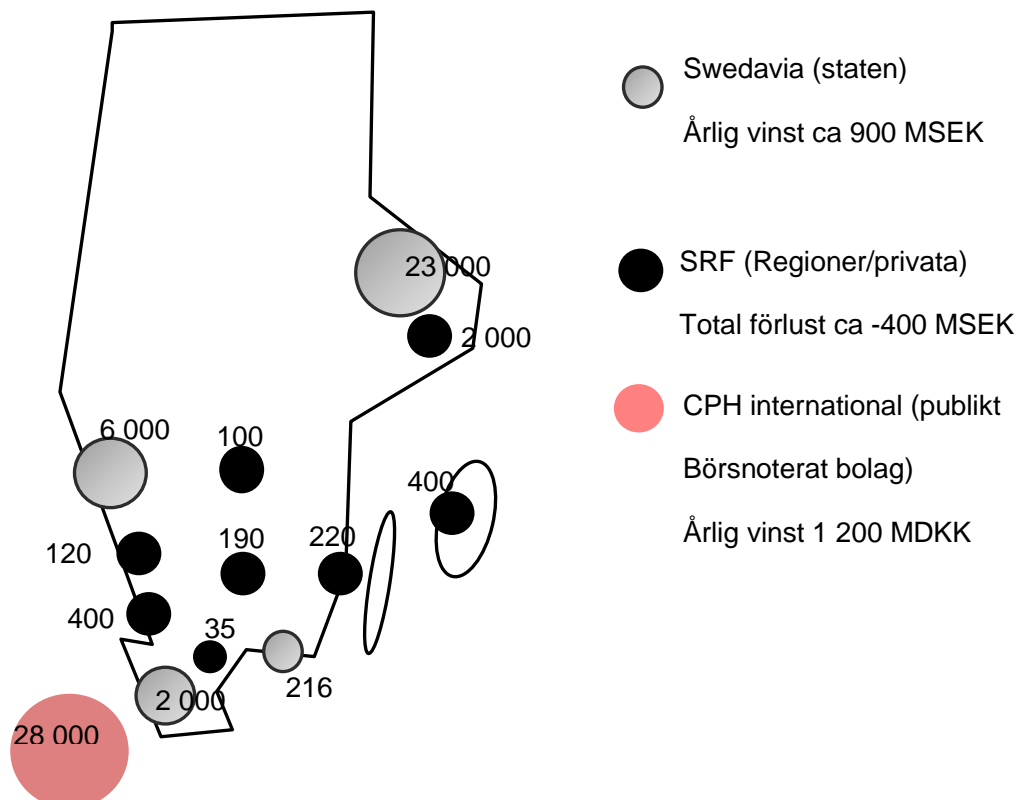 Swedavia (staten)
Årlig vinst ca 900 MSEK
SRF (Regioner/privata)
Total förlust ca -400 MSEK
CPH international (publikt
Börsnoterat bolag)
Årlig vinst 1 200 MDKK
23 000
2 000
6 000
100
400
120
190
220
400
35
216
2 000
28 000